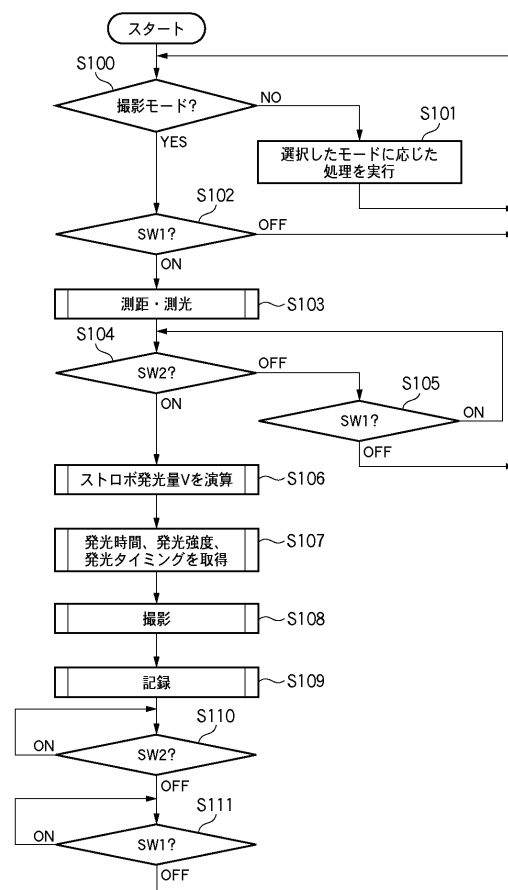 スタート
S100
撮影モード?
NO
YES
S101
選択したモードに応じた
処理を実行
S102
SW1?
OFF
ON
測距・測光
S103
S104
SW2?
OFF
ON
S105
SW1?
ON
OFF
ストロボ発光量Vを演算
S106
発光時間、発光強度、
発光タイミングを取得
S107
撮影
S108
記録
S109
S110
SW2?
ON
OFF
S111
SW1?
ON
OFF